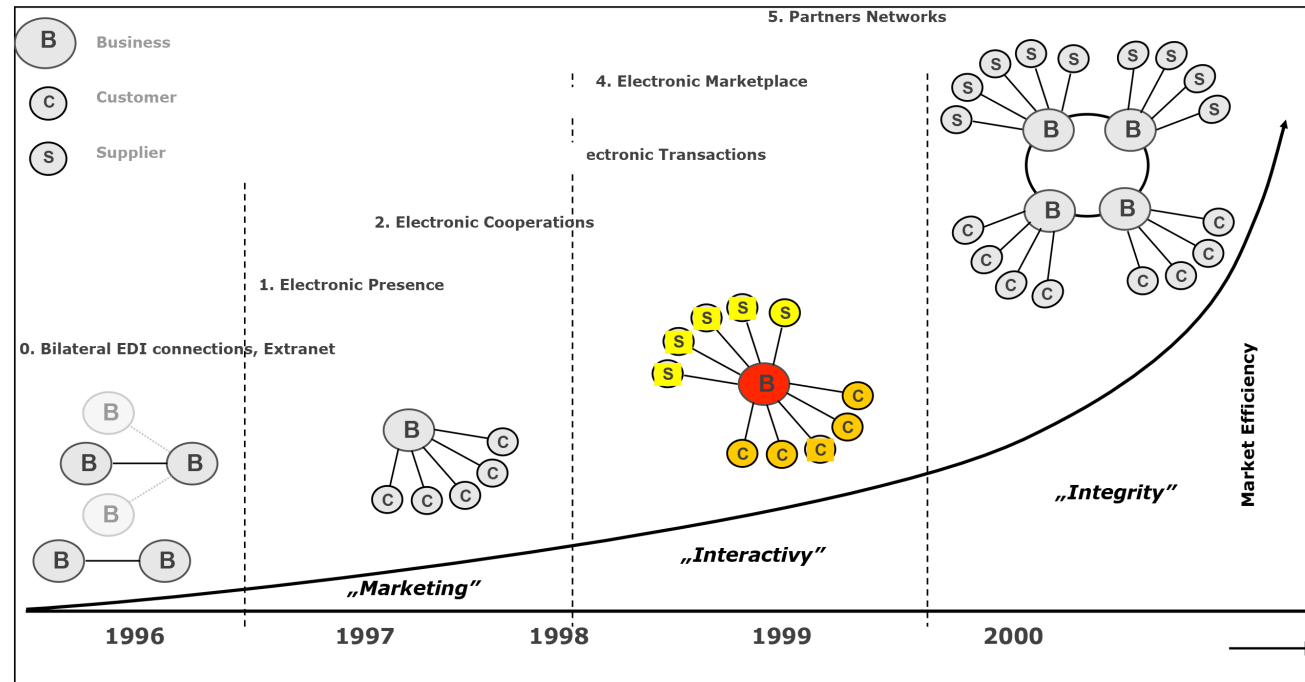 5. Partners Networks
B Business
C Customer
S Supplier
4. Electronic Marketplace
ectronic Transactions
2. Electronic Cooperations
1. Electronic Presence
0. Bilateral EDI connections, Extranet
S S S S S
S S S S
B B
B B
C C C C
C C C C
S S S S S
B
C C C C C
B
C C C C C
B
B B
B
B B
Market Efficiency
„Integrity”
„Interactivy”
„Marketing”
1996 1997 1998 1999 2000